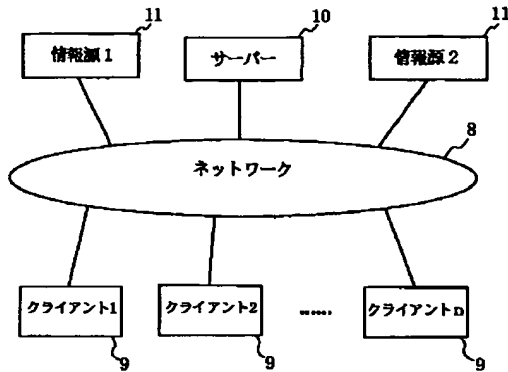 11
10
11
情報源1
サーバー
情報源2
8
ネットワーク
クライアント1
クライアント2
……
クライアントn
9
9
9